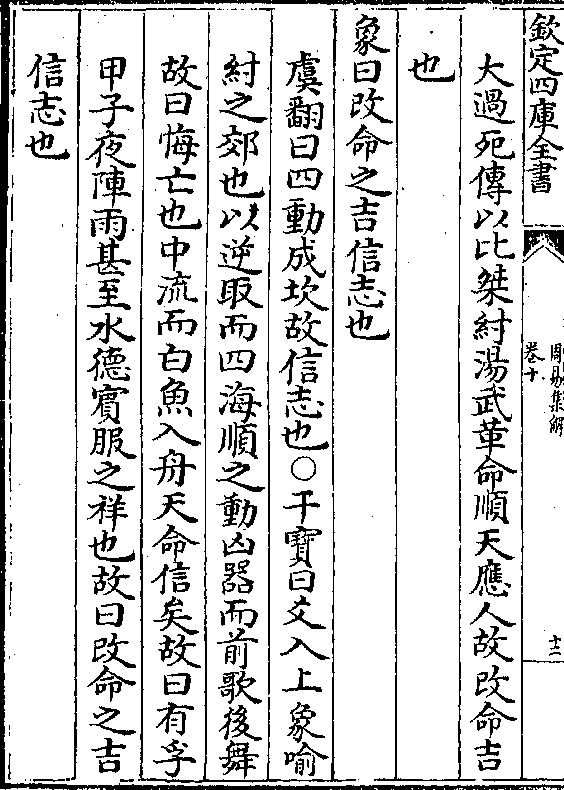 欽定四庫全書
周易集解
卷十
十二
大過死傳以比桀紂湯武革命順天應人故改命吉
也
象曰改命之吉信志也
虞翻曰四動成坎故信志也○干寶曰爻入上象喻
紂之郊也以逆取而四海順之動凶器而前歌後舞
故曰悔亡也中流而白魚入舟天命信矣故曰有孚
甲子夜陣雨甚至水德賓服之祥也故曰改命之吉
信志也